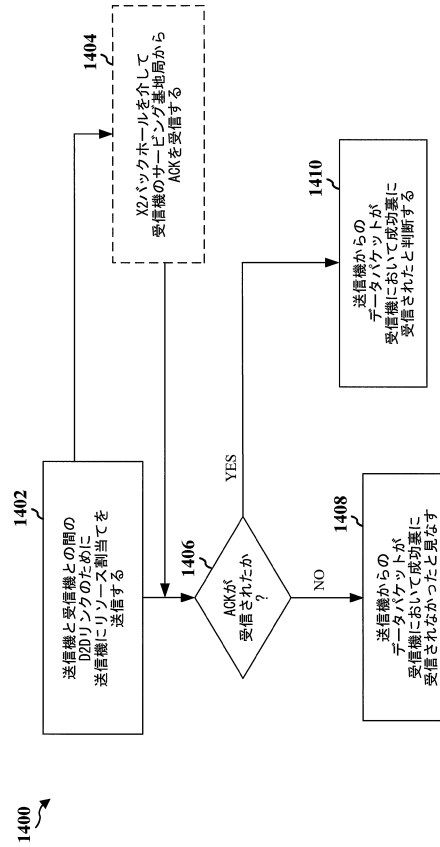 1400
1402
送信機と受信機との間の
D2Dリンクのために
送信機にリソース割当てを
送信する
1404
X2バックホールを介して
受信機のサービング基地局から
ACKを受信する
1406
ACKが
受信されたか
?
YES
NO
1408
送信機からの
データパケットが
受信機において成功裏に
受信されなかったと見なす
1410
送信機からの
データパケットが
受信機において成功裏に
受信されたと判断する